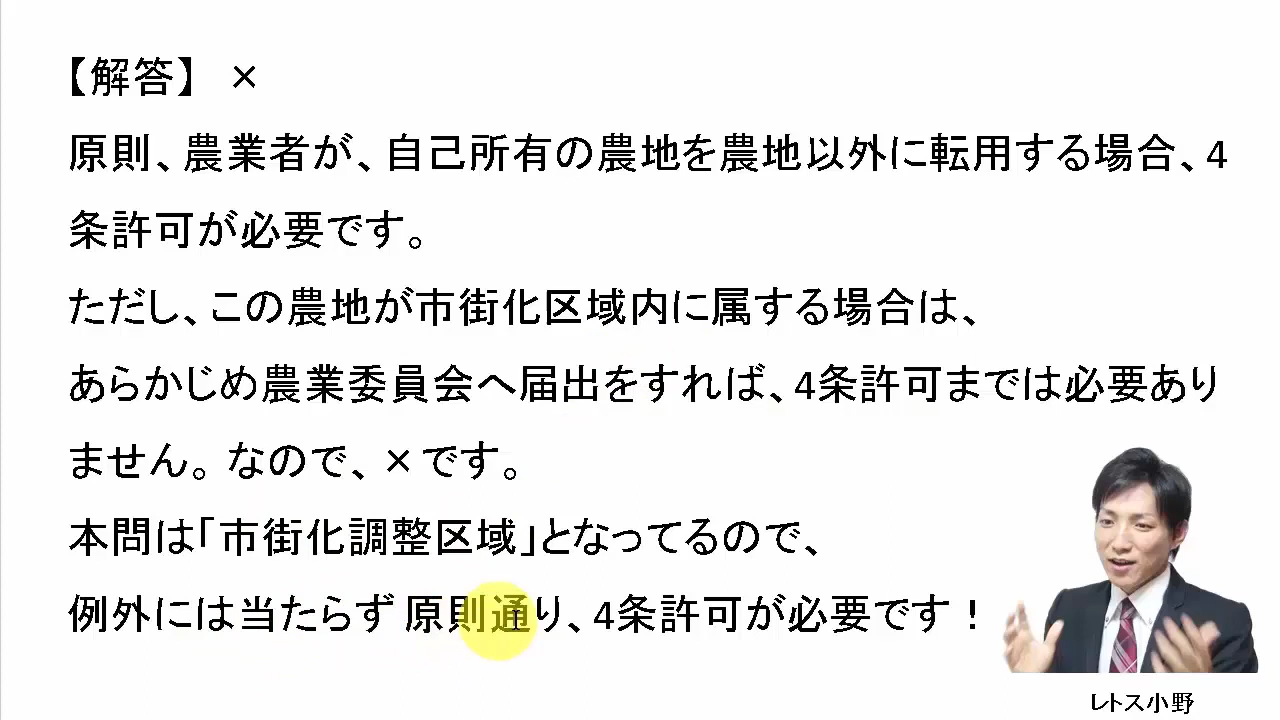 【解答】 ×
原則、農業者が、自己所有の農地を農地以外に転用する場合、4
条許可が必要です。
ただし、この農地が市街化区域内に属する場合は、
あらかじめ農業委員会へ届出をすれば、4条許可までは必要あり
ません。なので、×です。
本問は「市街化調整区域」となってるので、
例外には当たらず 原則通り、4条許可が必要です！
レトス小野